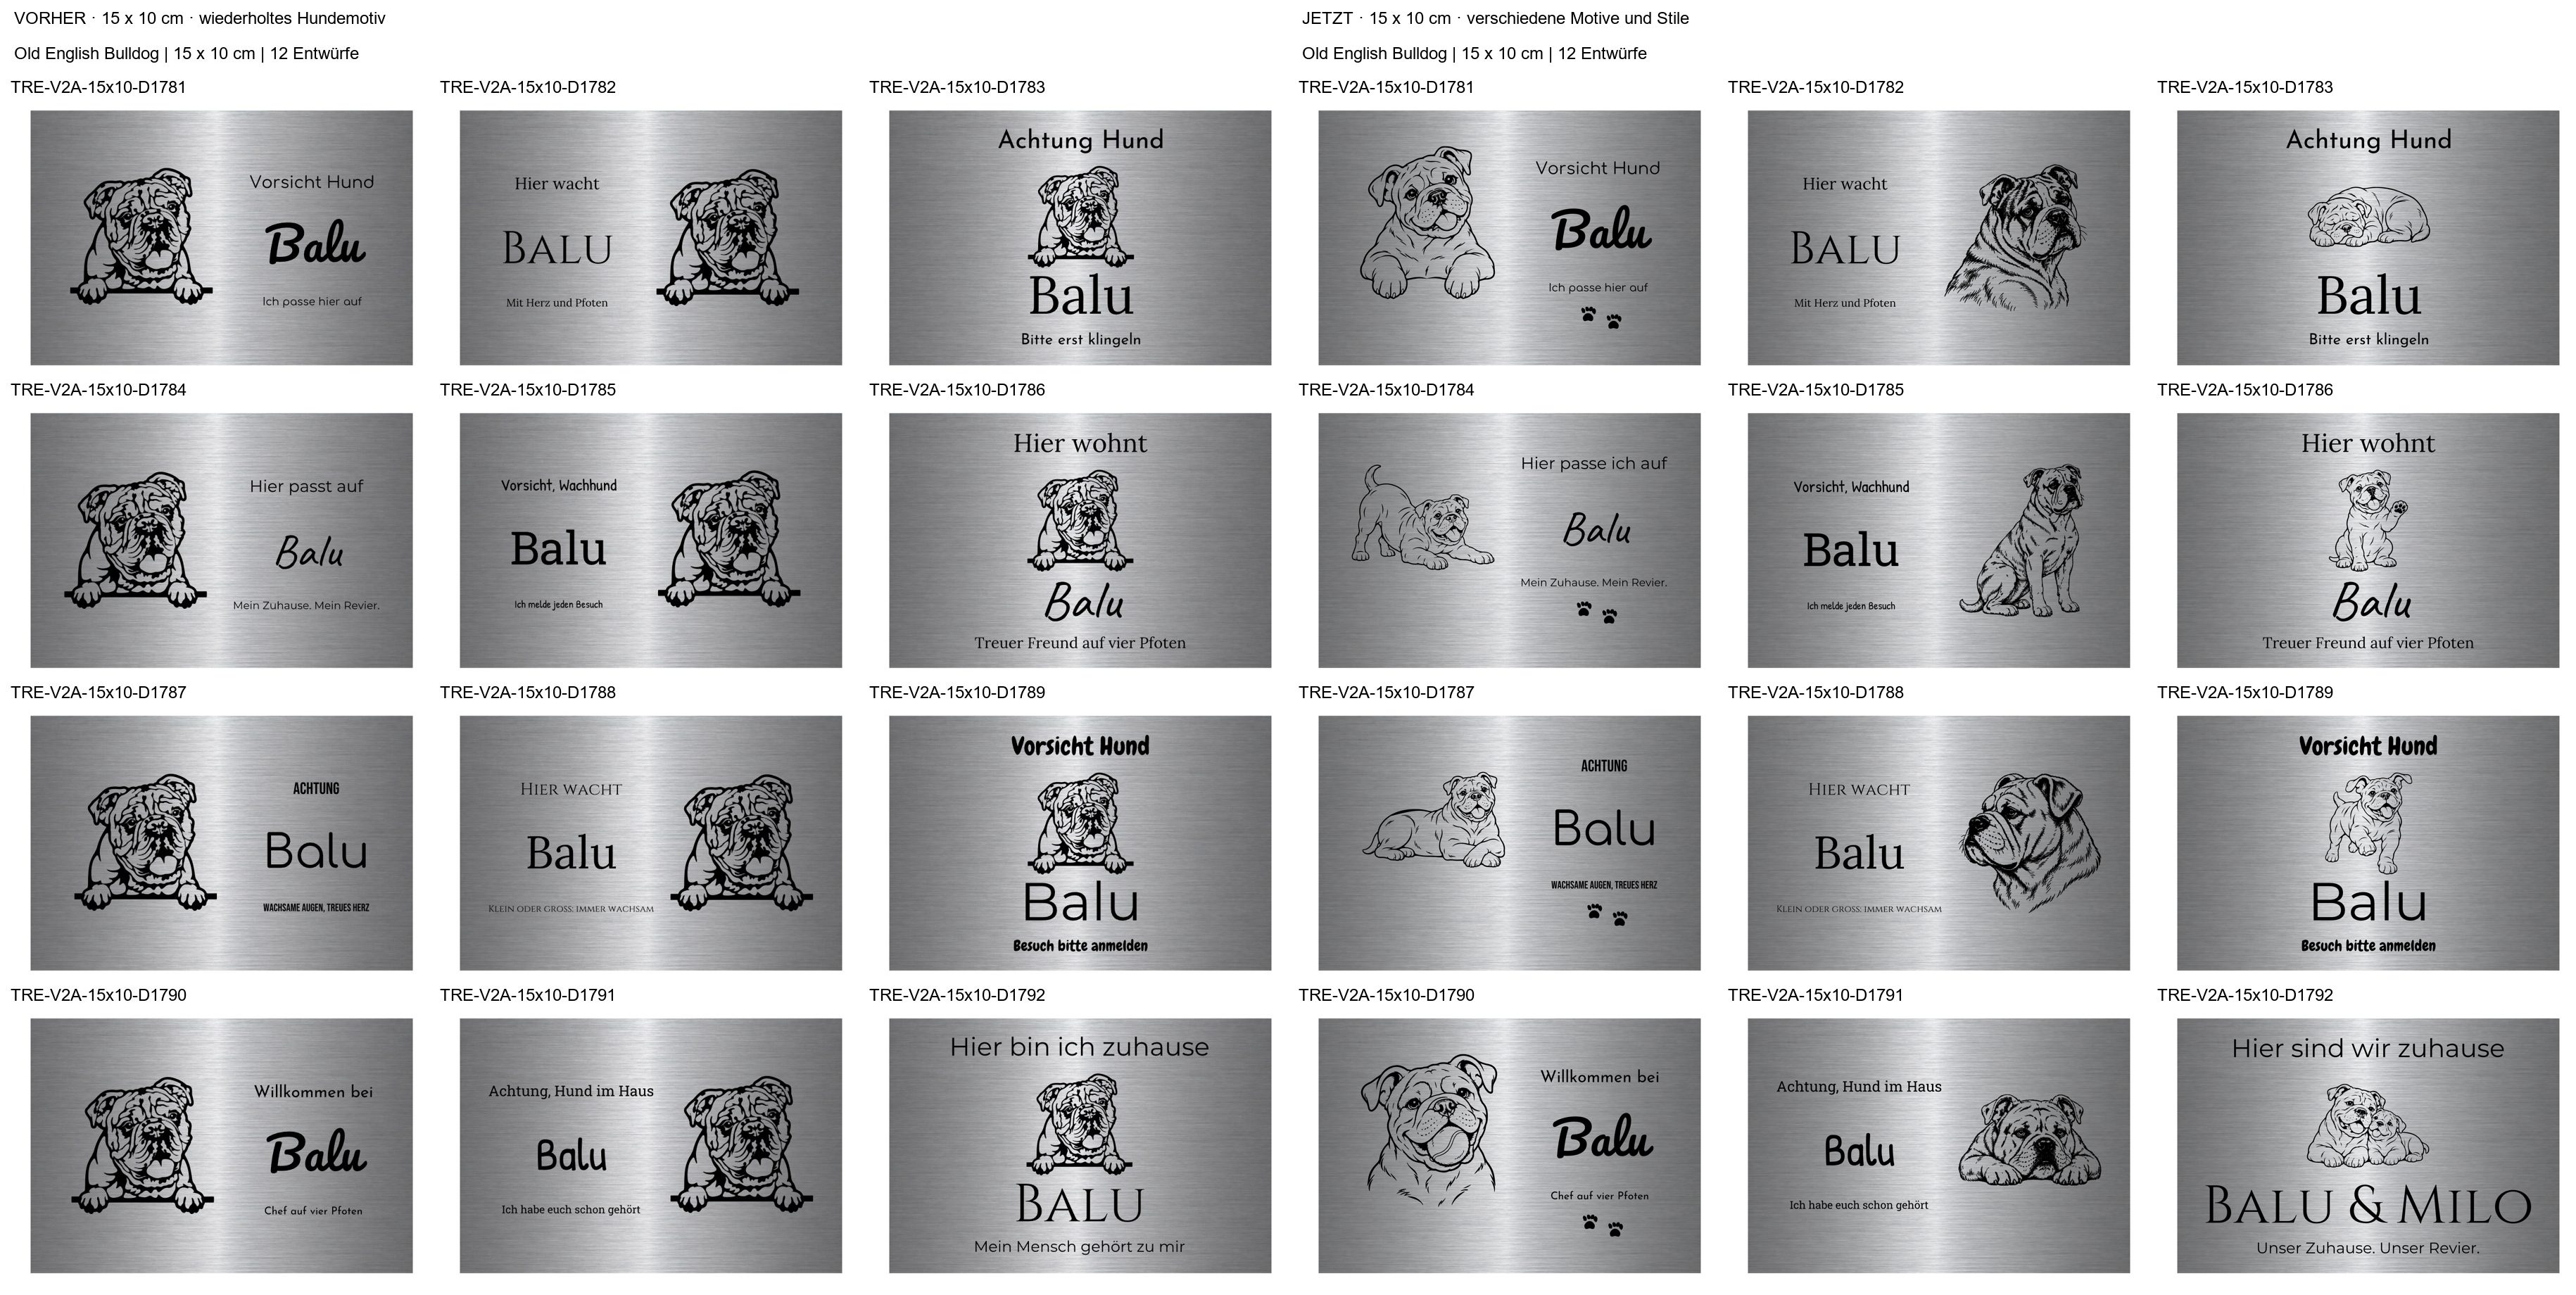 VORHER · 15 x 10 cm · wiederholtes Hundemotiv
Old English Bulldog | 15 x 10 cm | 12 Entwürfe
TRE-V2A-15x10-D1781
Vorsicht Hund
Balu
Ich passe hier auf
TRE-V2A-15x10-D1782
Hier wacht
BALU
Mit Herz und Pfoten
TRE-V2A-15x10-D1783
Achtung Hund
Balu
Bitte erst klingeln
TRE-V2A-15x10-D1784
Hier passt auf
Balu
Mein Zuhause. Mein Revier.
TRE-V2A-15x10-D1785
Vorsicht, Wachhund
Balu
Ich melde jeden Besuch
TRE-V2A-15x10-D1786
Hier wohnt
Balu
Treuer Freund auf vier Pfoten
TRE-V2A-15x10-D1787
ACHTUNG
Balu
WACHSAME AUGEN, TREUES HERZ
TRE-V2A-15x10-D1788
HIER WACHT
Balu
KLEIN ODER GROSS: IMMER WACHSAM
TRE-V2A-15x10-D1789
Vorsicht Hund
Balu
Besuch bitte anmelden
TRE-V2A-15x10-D1790
Willkommen bei
Balu
Chef auf vier Pfoten
TRE-V2A-15x10-D1791
Achtung, Hund im Haus
Balu
Ich habe euch schon gehört
TRE-V2A-15x10-D1792
Hier bin ich zuhause
BALU
Mein Mensch gehört zu mir
JETZT · 15 x 10 cm · verschiedene Motive und Stile
Old English Bulldog | 15 x 10 cm | 12 Entwürfe
TRE-V2A-15x10-D1781
Vorsicht Hund
Balu
Ich passe hier auf
TRE-V2A-15x10-D1782
Hier wacht
BALU
Mit Herz und Pfoten
TRE-V2A-15x10-D1783
Achtung Hund
Balu
Bitte erst klingeln
TRE-V2A-15x10-D1784
Hier passe ich auf
Balu
Mein Zuhause. Mein Revier.
TRE-V2A-15x10-D1785
Vorsicht, Wachhund
Balu
Ich melde jeden Besuch
TRE-V2A-15x10-D1786
Hier wohnt
Balu
Treuer Freund auf vier Pfoten
TRE-V2A-15x10-D1787
ACHTUNG
Balu
WACHSAME AUGEN, TREUES HERZ
TRE-V2A-15x10-D1788
HIER WACHT
Balu
KLEIN ODER GROSS: IMMER WACHSAM
TRE-V2A-15x10-D1789
Vorsicht Hund
Balu
Besuch bitte anmelden
TRE-V2A-15x10-D1790
Willkommen bei
Balu
Chef auf vier Pfoten
TRE-V2A-15x10-D1791
Achtung, Hund im Haus
Balu
Ich habe euch schon gehört
TRE-V2A-15x10-D1792
Hier sind wir zuhause
BALU & MILO
Unser Zuhause. Unser Revier.